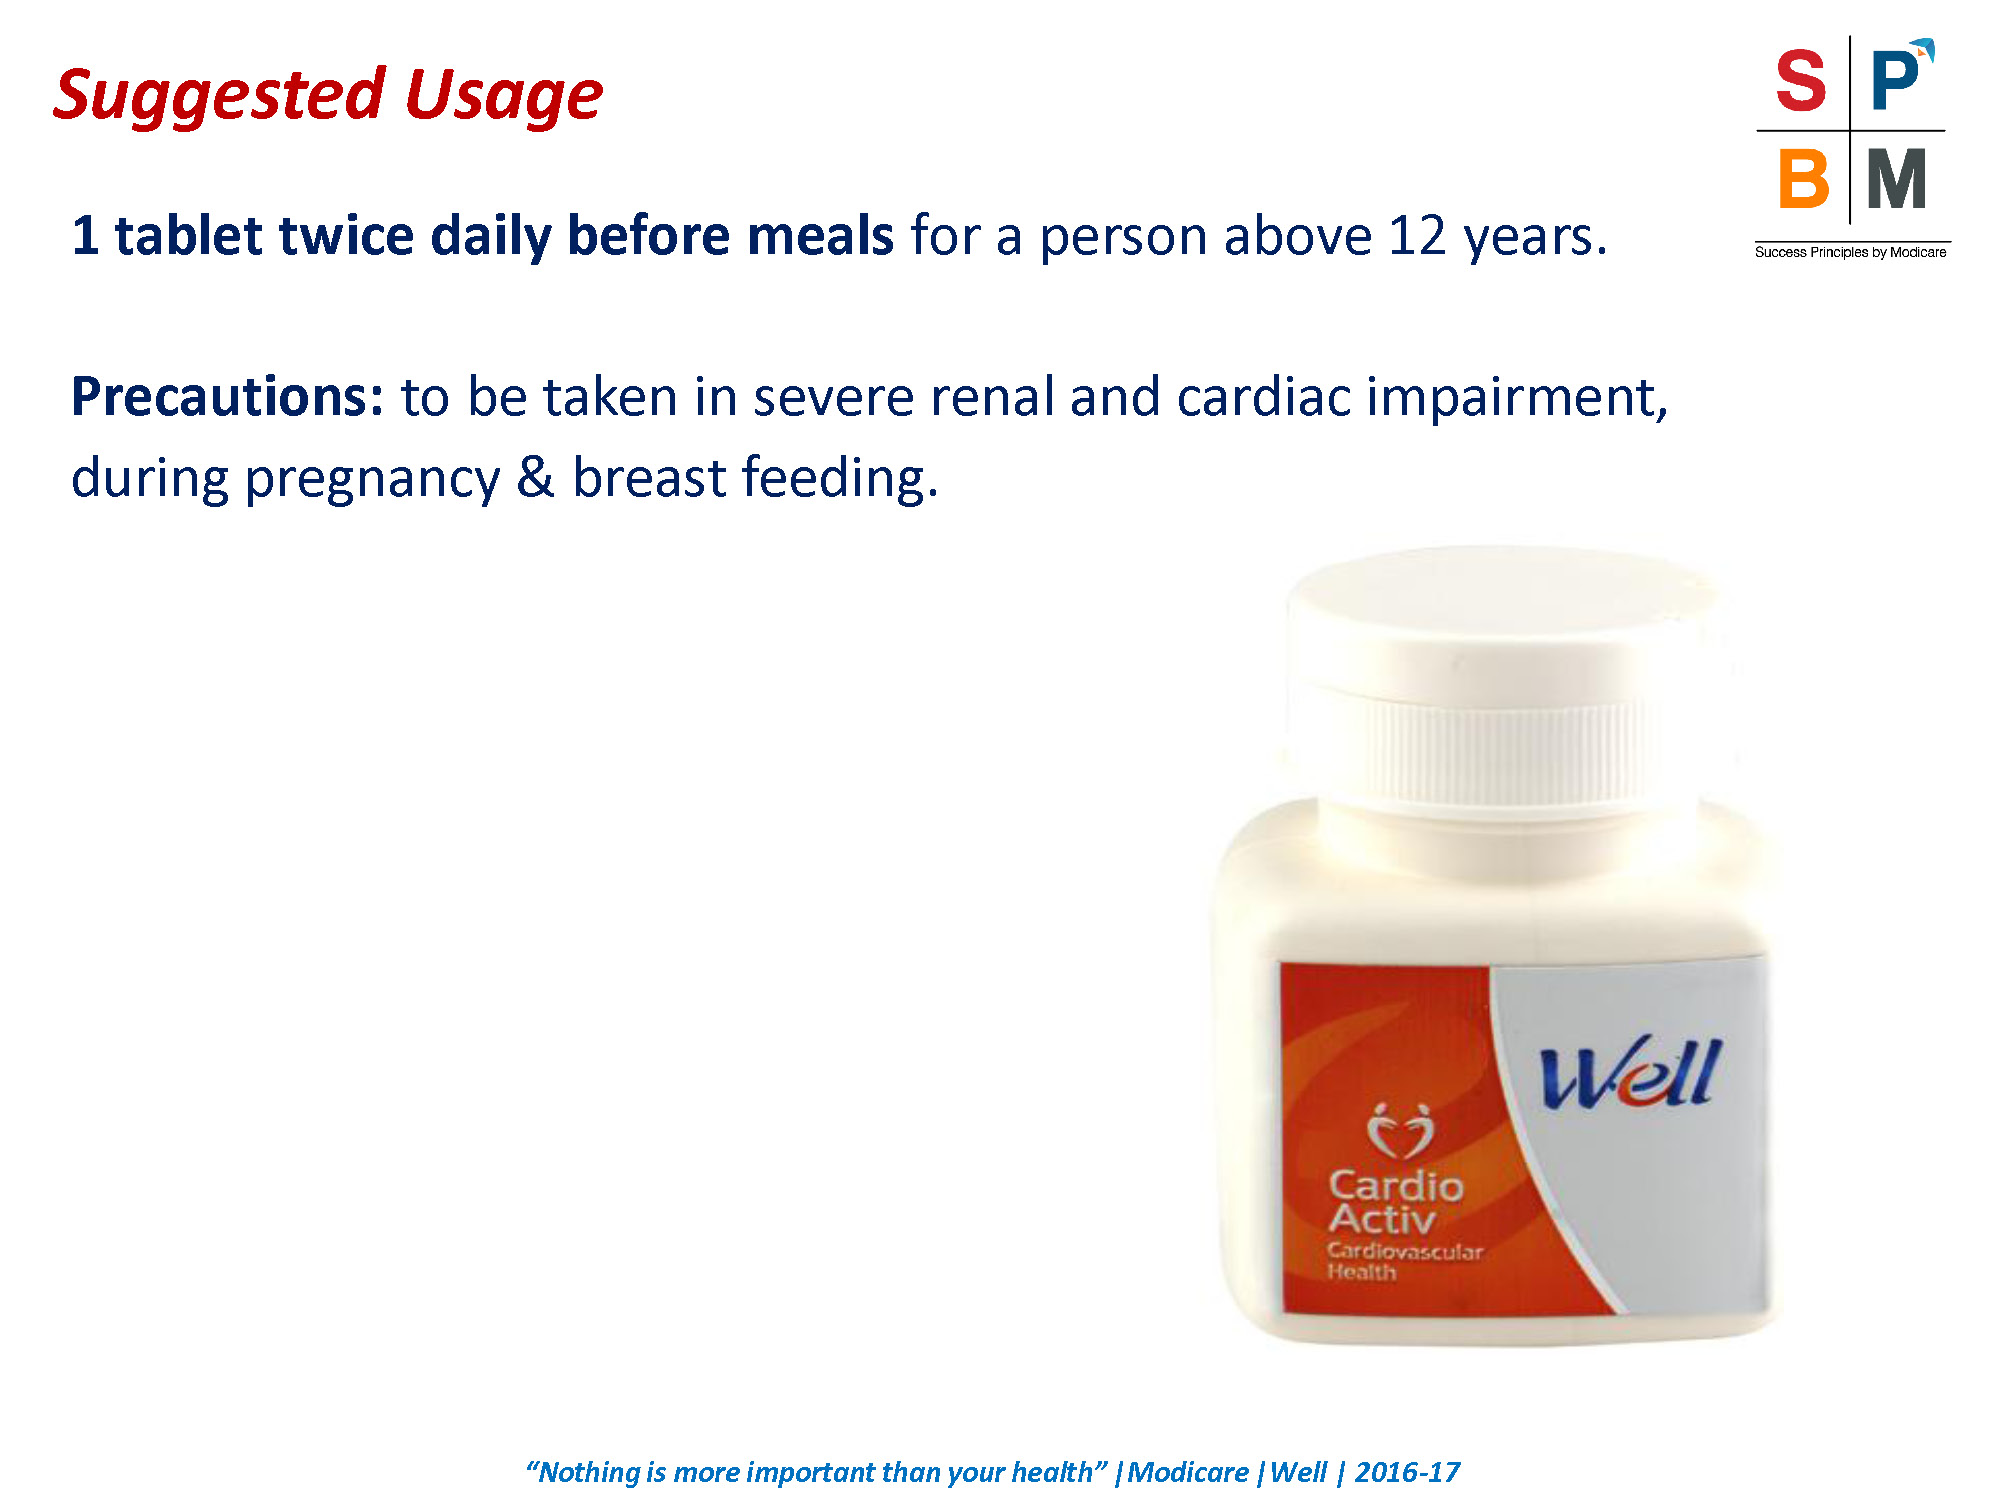 Suggested Usage
S P
B M
Success Principles by Modicare
1 tablet twice daily before meals for a person above 12 years.
Precautions: to be taken in severe renal and cardiac impairment,
during pregnancy & breast feeding.
Well
Cardio
Activ
Cardiovascular
Health
“Nothing is more important than your health” |Modicare |Well | 2016-17